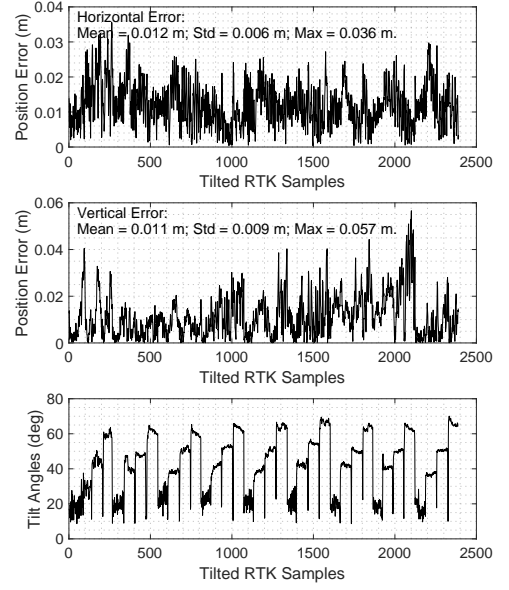 Horizontal Error:
Mean = 0.012 m; Std = 0.006 m; Max = 0.036 m.
0.04
0.03
0.02
0.01
0
Position Error (m)
0 500 1000 1500 2000 2500
Tilted RTK Samples
Vertical Error:
Mean = 0.011 m; Std = 0.009 m; Max = 0.057 m.
0.06
0.04
0.02
0
Position Error (m)
0 500 1000 1500 2000 2500
Tilted RTK Samples
80
60
40
20
0
Tilt Angles (deg)
0 500 1000 1500 2000 2500
Tilted RTK Samples